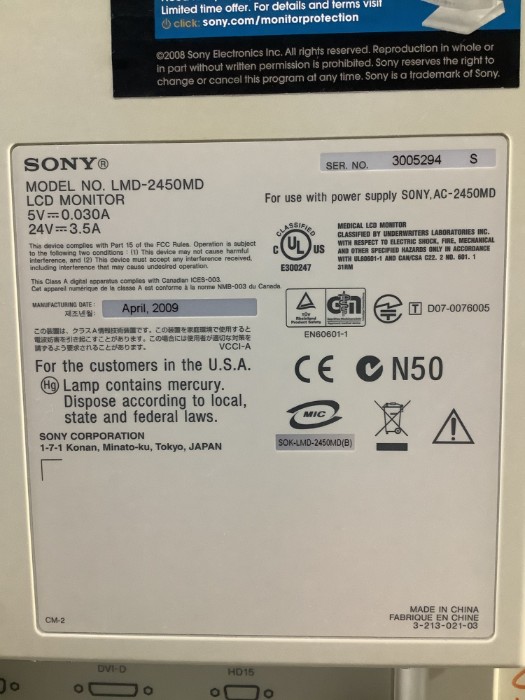 Limited time offer. For details and terms visit
click: sony.com/monitorprotection
©2008 Sony Electronics Inc. All rights reserved. Reproduction in whole or
in part without written permission is prohibited. Sony reserves the right to
change or cancel this program at any time. Sony is a trademark of Sony.
SONY®
SER. NO. 3005294 S
MODEL NO. LMD-2450MD
LCD MONITOR
For use with power supply SONY,AC-2450MD
5V⎓0.030A
24V⎓3.5A
This device complies with Part 15 of the FCC Rules. Operation is subject
to the following two conditions : (1) This device may not cause harmful
interference, and (2) This device must accept any interference received,
including interference that may cause undesired operation.
CLASSIFIED
C UL US
E300247
MEDICAL LCD MONITOR
CLASSIFIED BY UNDERWRITERS LABORATORIES INC.
WITH RESPECT TO ELECTRIC SHOCK, FIRE, MECHANICAL
AND OTHER SPECIFIED HAZARDS ONLY IN ACCORDANCE
WITH UL60601-1 AND CAN/CSA C22. 2 NO. 601. 1
31RM
This Class A digital apparatus complies with Canadian ICES-003.
Cet appareil numérique de la classe A est conforme à la norme NMB-003 du Canada.
MANUFACTURING DATE :
제조년월:
April, 2009
TÜV
Rheinland
Product Safety
EN60601-1
T D07-0076005
この装置は、クラスA情報技術装置です。この装置を家庭環境で使用すると
電波妨害を引き起こすことがあります。この場合には使用者が適切な対策を
講ずるよう要求されることがあります。 VCCI-A
For the customers in the U.S.A.
Hg Lamp contains mercury.
Dispose according to local,
state and federal laws.
CE N50
MIC
SOK-LMD-2450MD(B)
SONY CORPORATION
1-7-1 Konan, Minato-ku, Tokyo, JAPAN
CM-2
MADE IN CHINA
FABRIQUE EN CHINE
3-213-021-03
DVI-D
HD15